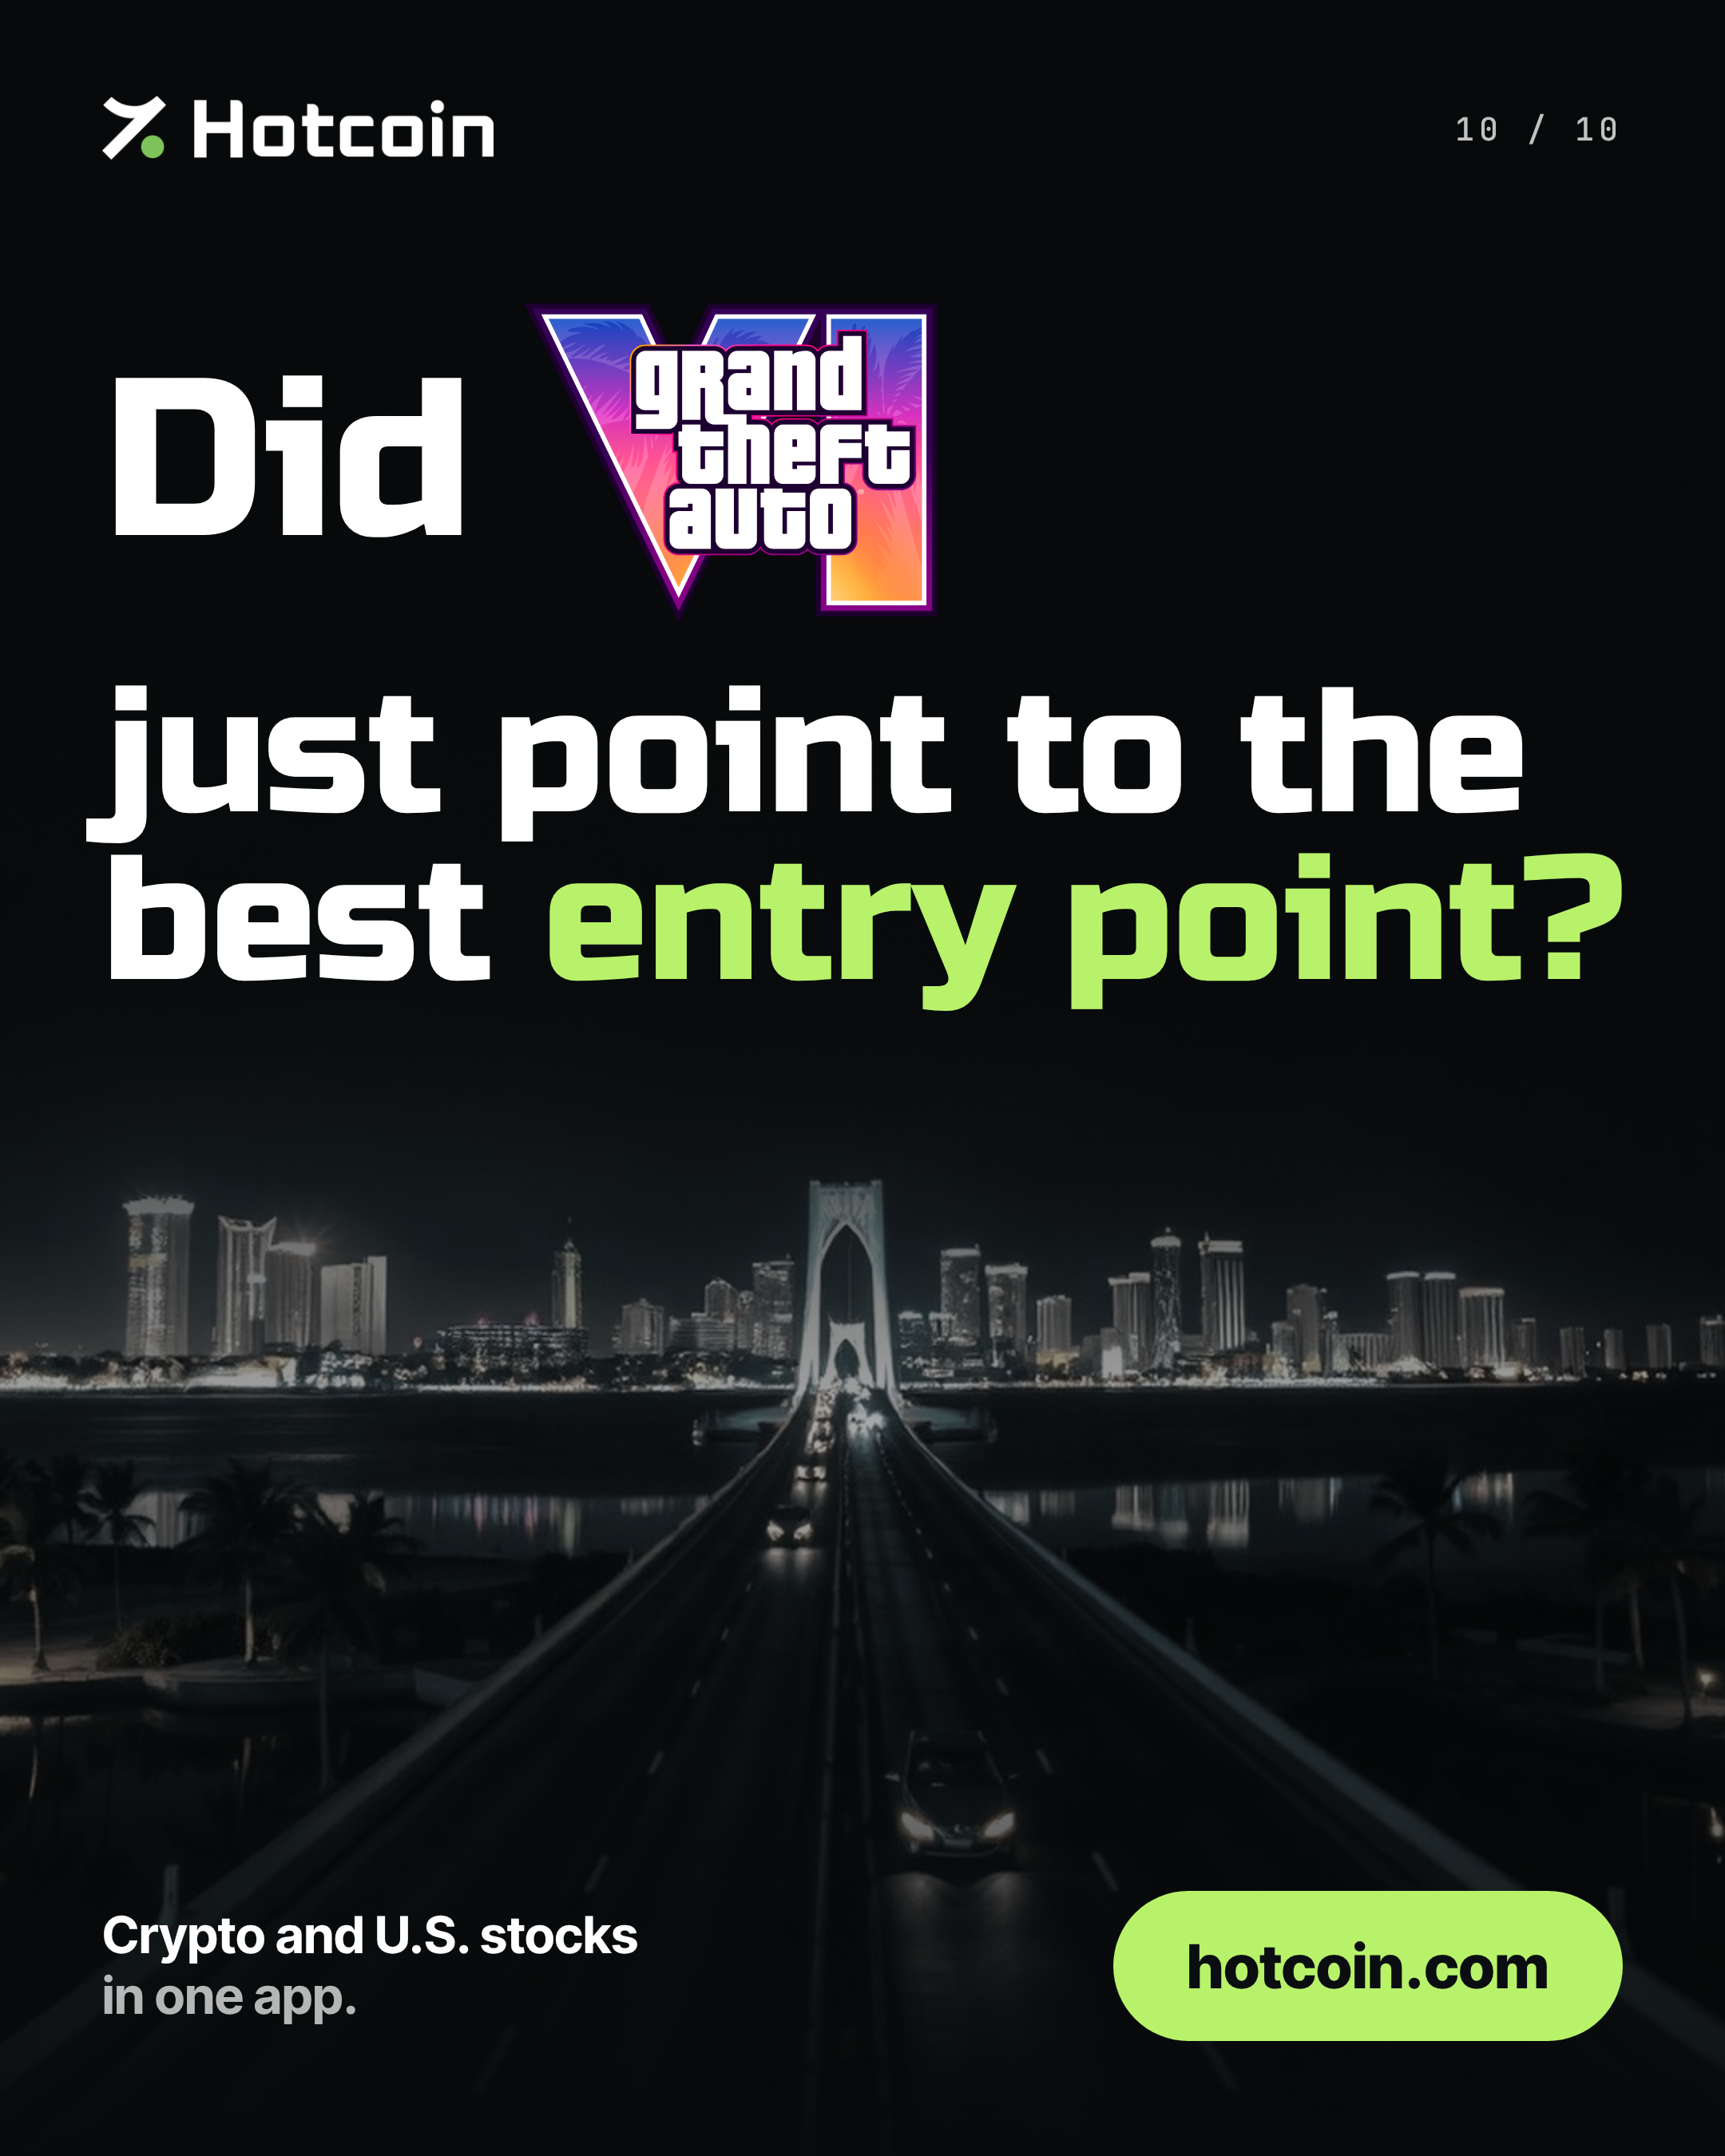 Hotcoin
10 / 10
Did
grand
theft
auto
VI
just point to the
best entry point?
Crypto and U.S. stocks
in one app.
hotcoin.com